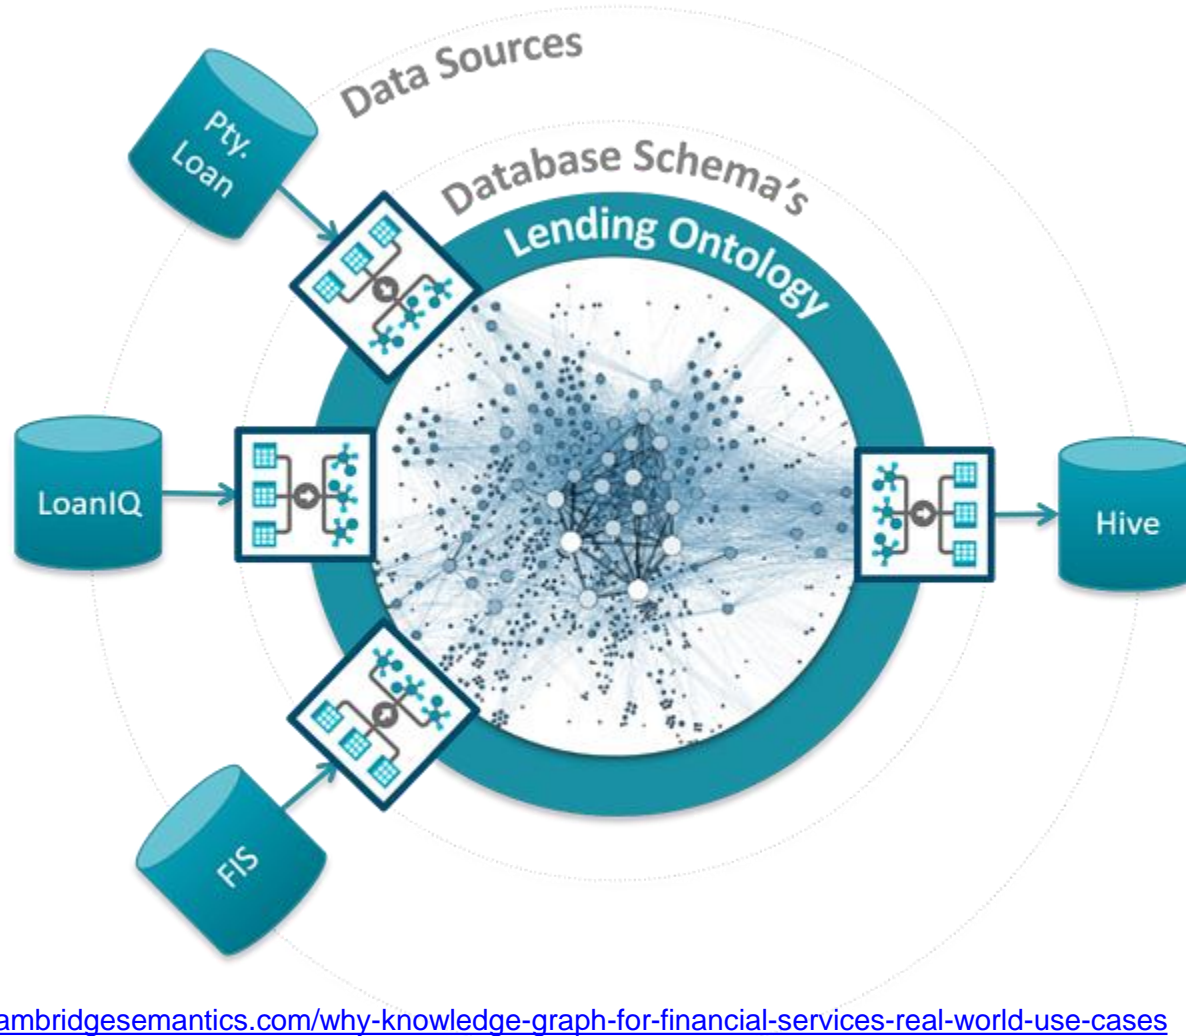 Data Sources
Database Schema's
Lending Ontology
Pty.
Loan
LoanIQ
FIS
Hive
ambridgesemantics.com/why-knowledge-graph-for-financial-services-real-world-use-cases